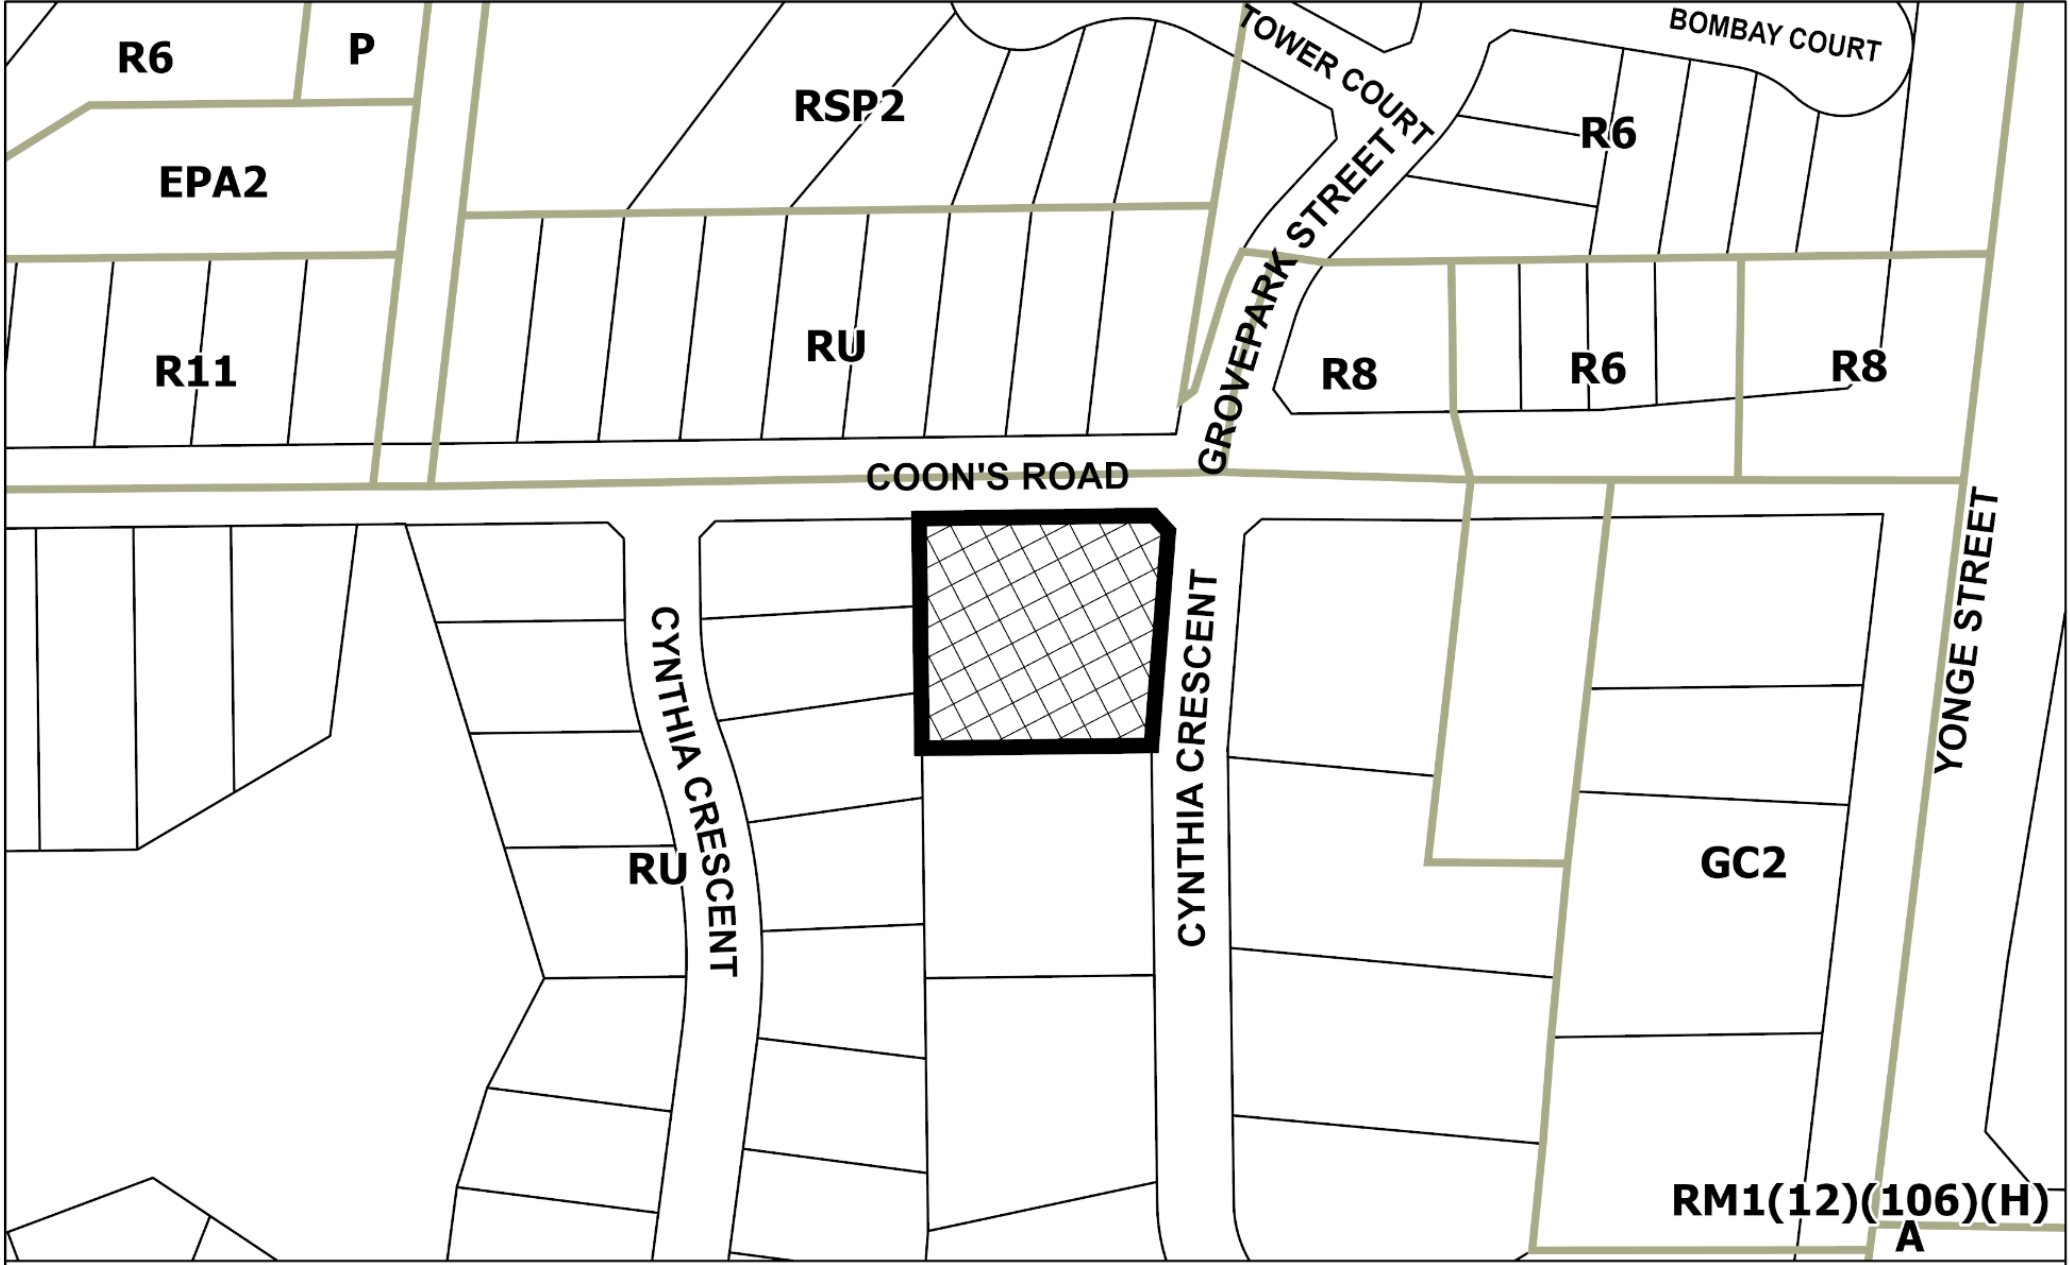 BOMBAY COURT
TOWER COURT
R6
P
RSP2
R6
EPA2
GROVEPARK STREET
R11
RU
R8
R6
R8
COON'S ROAD
YONGE STREET
CYNTHIA CRESCENT
CYNTHIA CRESCENT
RU
GC2
RM1(12)(106)(H)
A